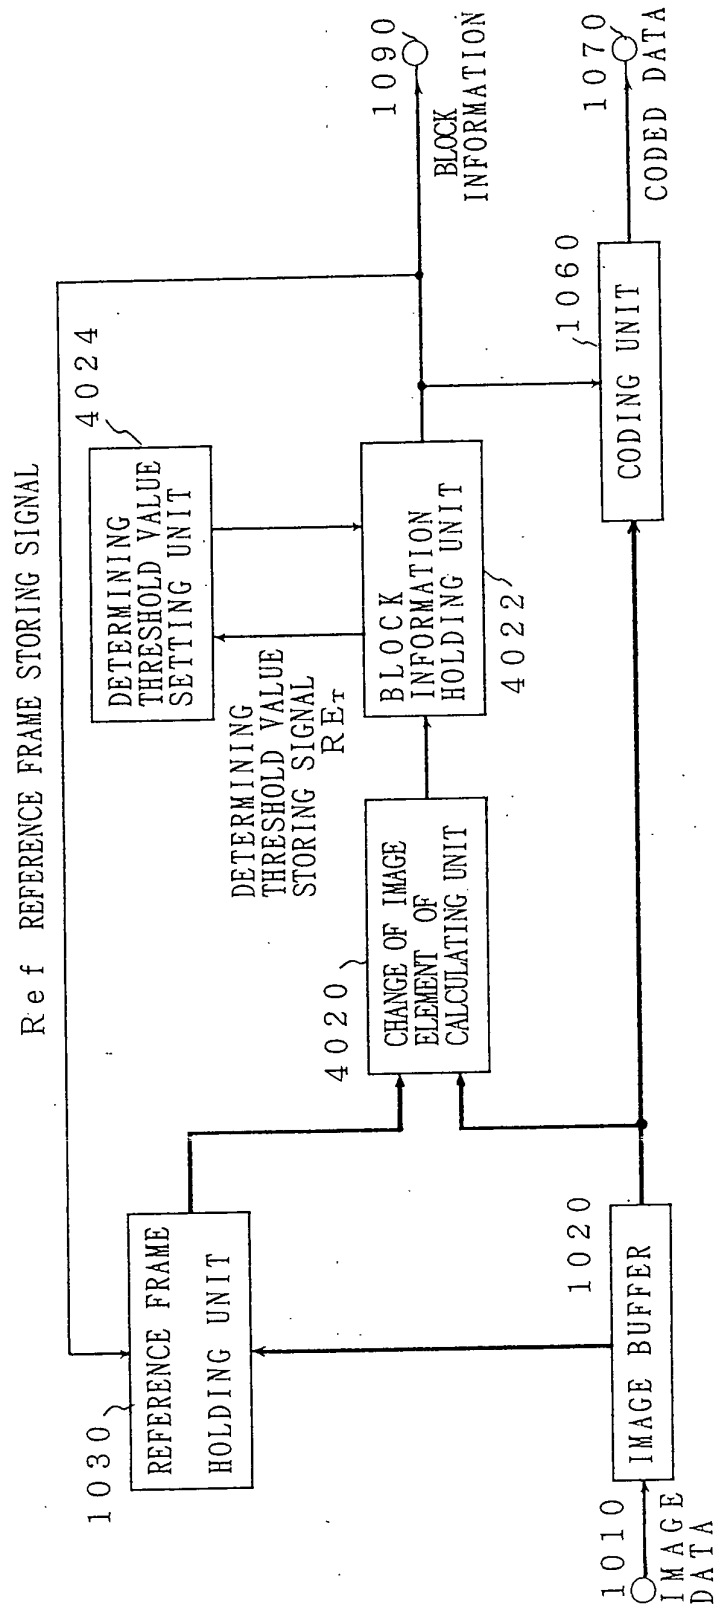 Ref REFERENCE FRAME STORING SIGNAL
1030
REFERENCE FRAME
HOLDING UNIT
4024
DETERMINING
THRESHOLD VALUE
SETTING UNIT
DETERMINING
THRESHOLD VALUE
STORING SIGNAL
RET
4020
CHANGE OF IMAGE
ELEMENT OF
CALCULATING UNIT
BLOCK
INFORMATION
HOLDING UNIT
4022
1090
BLOCK
INFORMATION
1010
IMAGE
DATA
1020
IMAGE BUFFER
1060
CODING UNIT
1070
CODED DATA